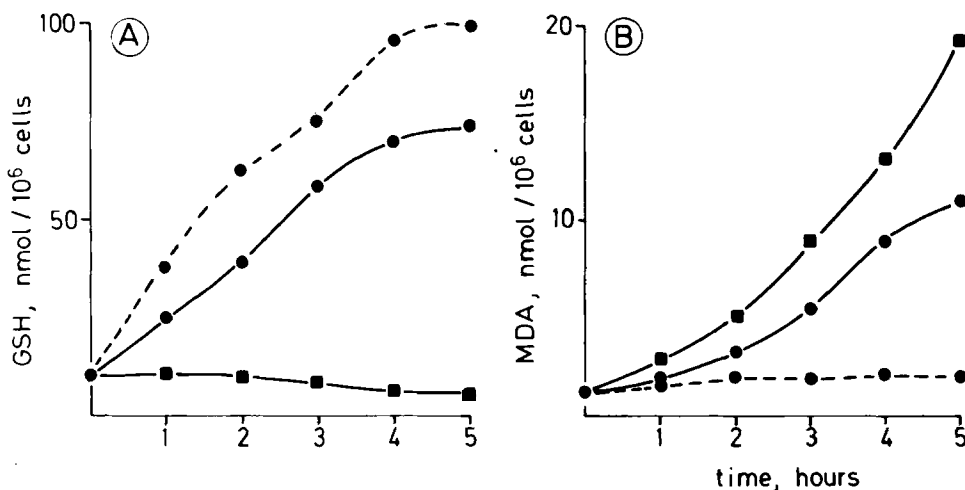 A
GSH, nmol/10⁶ cells
100
50
1 2 3 4 5
B
MDA, nmol/10⁶ cells
20
10
1 2 3 4 5
time, hours